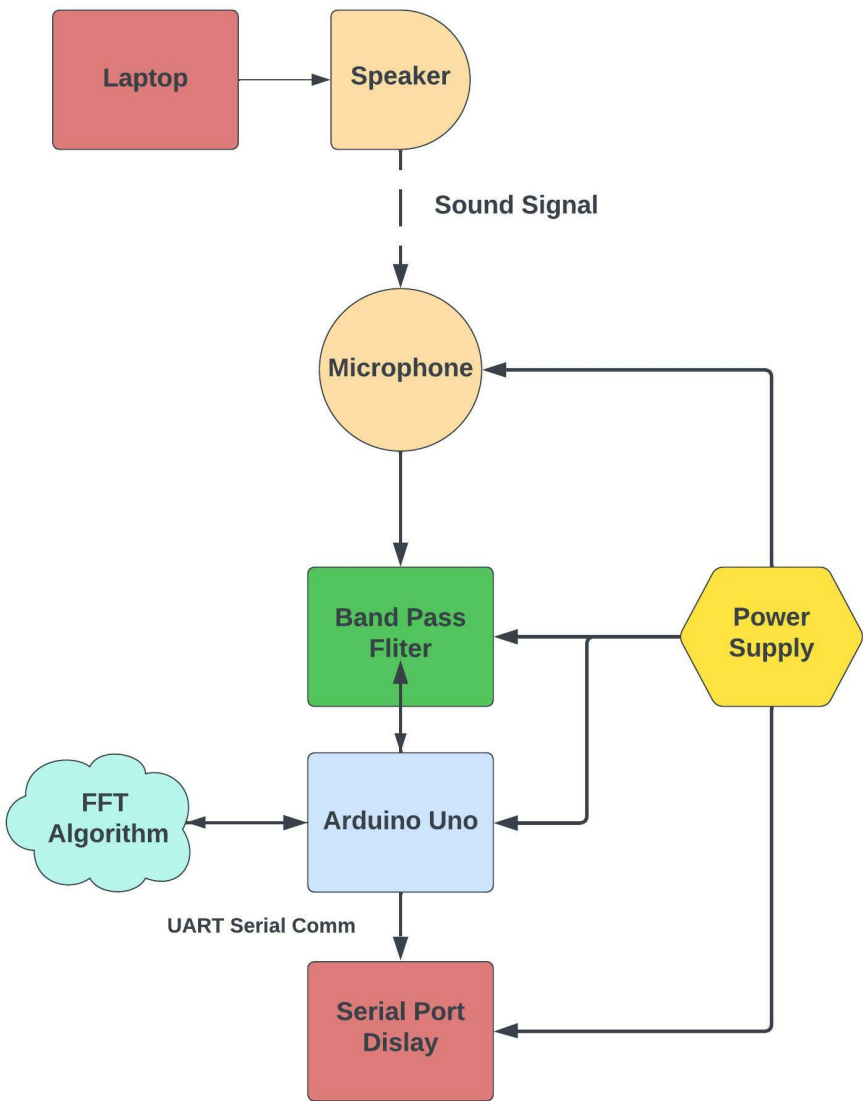 Laptop
Speaker
Sound Signal
Microphone
Band Pass
Fliter
Power
Supply
FFT
Algorithm
Arduino Uno
UART Serial Comm
Serial Port
Dislay